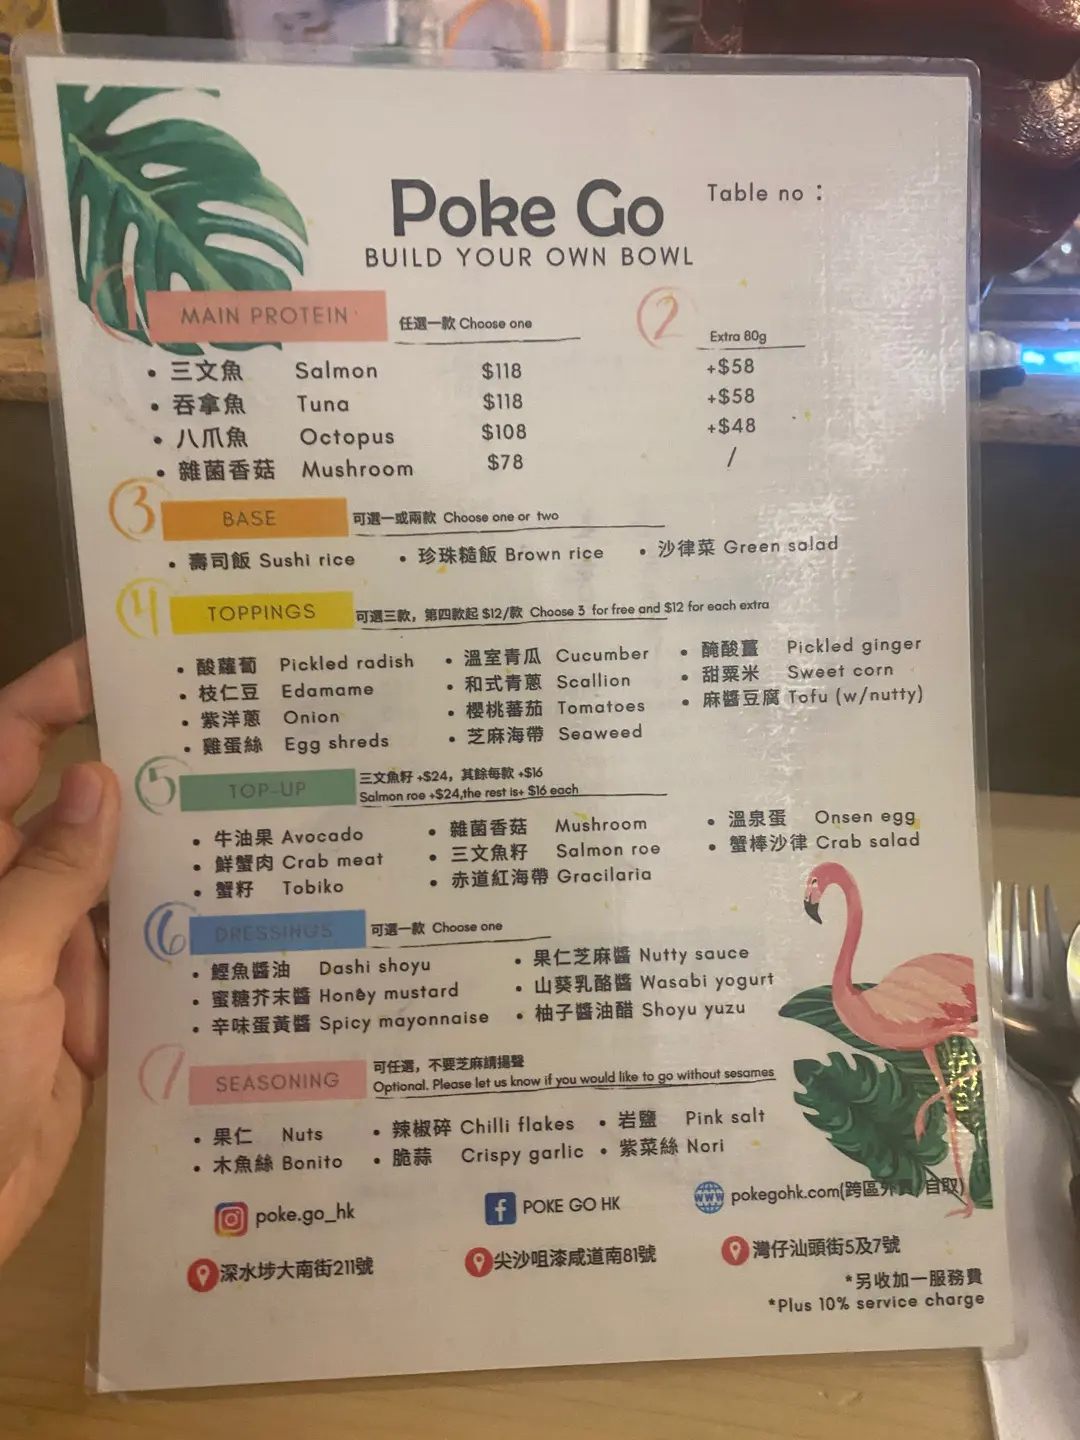 Poke Go
Table no：
BUILD YOUR OWN BOWL
1 MAIN PROTEIN 任選一款 Choose one
2 Extra 80g
• 三文魚 Salmon $118 +$58
• 吞拿魚 Tuna $118 +$58
• 八爪魚 Octopus $108 +$48
• 雜菌香菇 Mushroom $78 /
3 BASE 可選一或兩款 Choose one or two
• 壽司飯 Sushi rice • 珍珠糙飯 Brown rice • 沙律菜 Green salad
4 TOPPINGS 可選三款，第四款起 $12/款 Choose 3 for free and $12 for each extra
• 酸蘿蔔 Pickled radish • 溫室青瓜 Cucumber • 醃酸薑 Pickled ginger
• 枝仁豆 Edamame • 和式青蔥 Scallion • 甜粟米 Sweet corn
• 紫洋蔥 Onion • 櫻桃蕃茄 Tomatoes • 麻醬豆腐 Tofu (w/nutty)
• 雞蛋絲 Egg shreds • 芝麻海帶 Seaweed
5 TOP-UP 三文魚籽 +$24，其餘每款 +$16
Salmon roe +$24,the rest is+ $16 each
• 牛油果 Avocado • 雜菌香菇 Mushroom • 溫泉蛋 Onsen egg
• 鮮蟹肉 Crab meat • 三文魚籽 Salmon roe • 蟹棒沙律 Crab salad
• 蟹籽 Tobiko • 赤道紅海帶 Gracilaria
6 DRESSINGS 可選一款 Choose one
• 鰹魚醬油 Dashi shoyu • 果仁芝麻醬 Nutty sauce
• 蜜糖芥末醬 Honey mustard • 山葵乳酪醬 Wasabi yogurt
• 辛味蛋黃醬 Spicy mayonnaise • 柚子醬油醋 Shoyu yuzu
7 SEASONING 可任選，不要芝麻請揚聲
Optional. Please let us know if you would like to go without sesames
• 果仁 Nuts • 辣椒碎 Chilli flakes • 岩鹽 Pink salt
• 木魚絲 Bonito • 脆蒜 Crispy garlic • 紫菜絲 Nori
poke.go_hk POKE GO HK www pokegohk.com(跨區外賣/自取)
深水埗大南街211號 尖沙咀漆咸道南81號 灣仔汕頭街5及7號
*另收加一服務費
*Plus 10% service charge